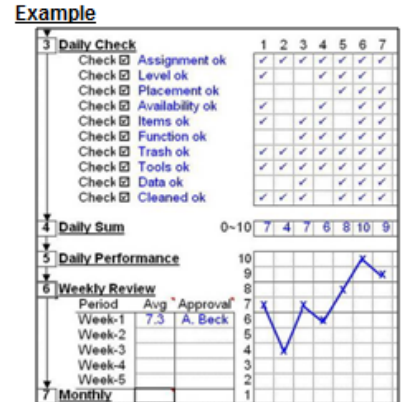 Example
3 Daily Check 1 2 3 4 5 6 7
Check ☑ Assignment ok ✓ ✓ ✓ ✓ ✓ ✓ ✓
Check ☑ Level ok ✓ ✓ ✓ ✓
Check ☑ Placement ok ✓ ✓ ✓
Check ☑ Availability ok ✓ ✓ ✓ ✓
Check ☑ Items ok ✓ ✓ ✓ ✓ ✓
Check ☑ Function ok ✓ ✓ ✓ ✓ ✓
Check ☑ Trash ok ✓ ✓ ✓ ✓ ✓ ✓ ✓
Check ☑ Tools ok ✓ ✓ ✓ ✓ ✓ ✓ ✓
Check ☑ Data ok ✓ ✓ ✓ ✓
Check ☑ Cleaned ok ✓ ✓ ✓ ✓ ✓ ✓
4 Daily Sum 0~10 7 4 7 6 8 10 9
5 Daily Performance 10
9
6 Weekly Review 8
Period Avg Approval 7
Week-1 7.3 A. Beck 6
Week-2 5
Week-3 4
Week-4 3
Week-5 2
7 Monthly 1